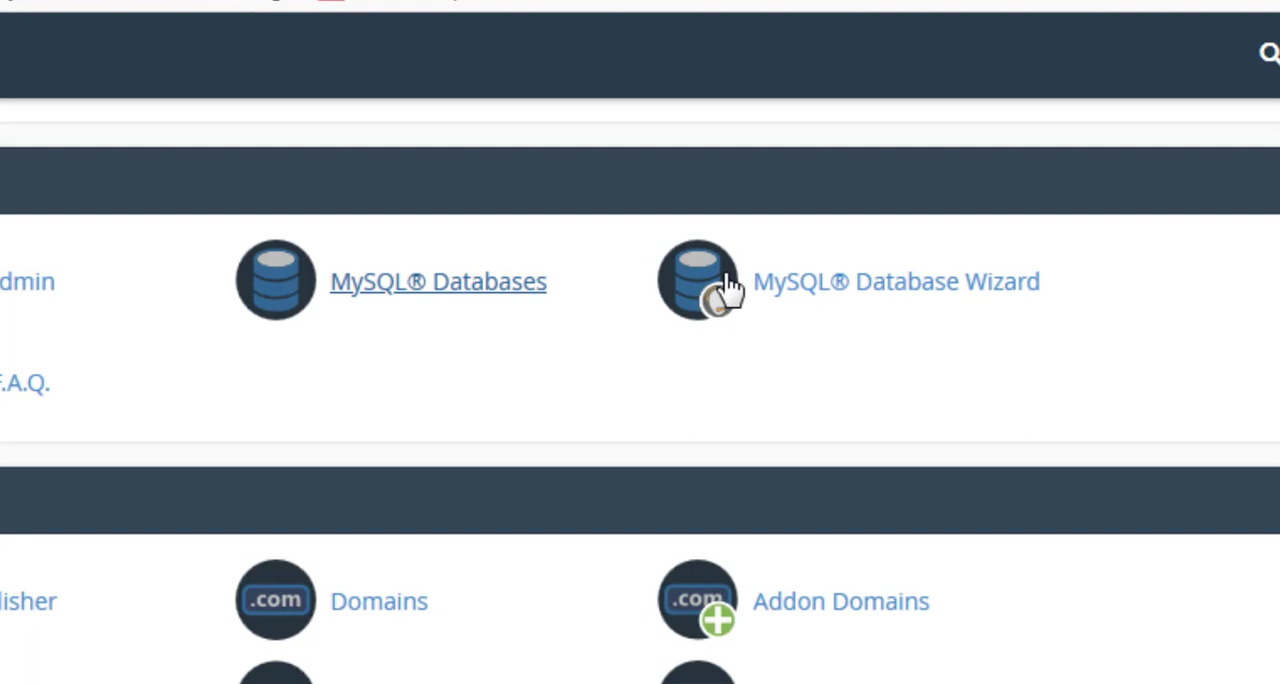 dmin MySQL® Databases MySQL® Database Wizard
F.A.Q.
lisher .com Domains .com Addon Domains